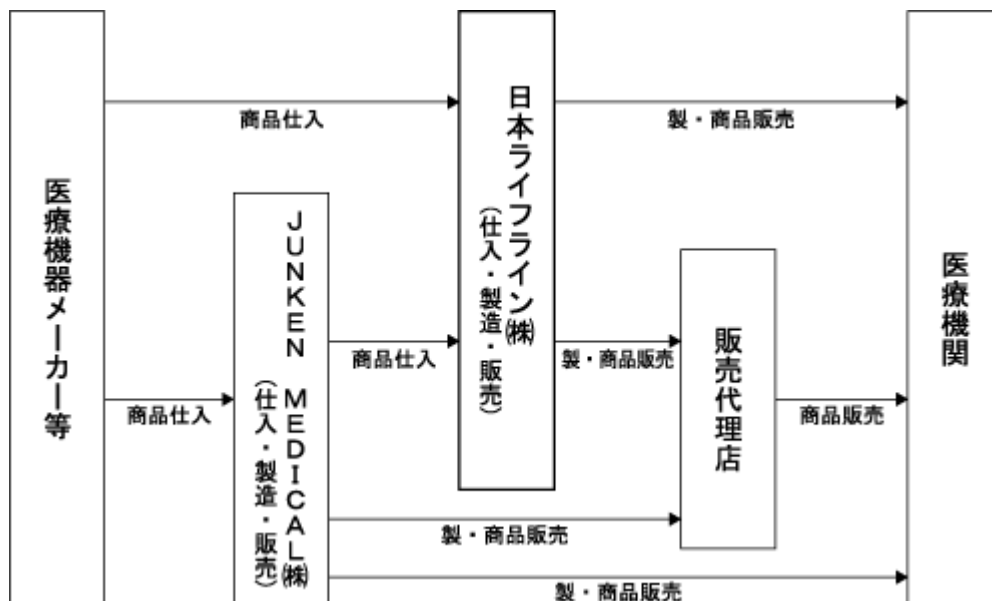 医療機器メーカー等
商品仕入
商品仕入
JUNKEN MEDICAL㈱
（仕入・製造・販売）
商品仕入
日本ライフライン㈱
（仕入・製造・販売）
製・商品販売
製・商品販売
製・商品販売
製・商品販売
販売代理店
商品販売
医療機関